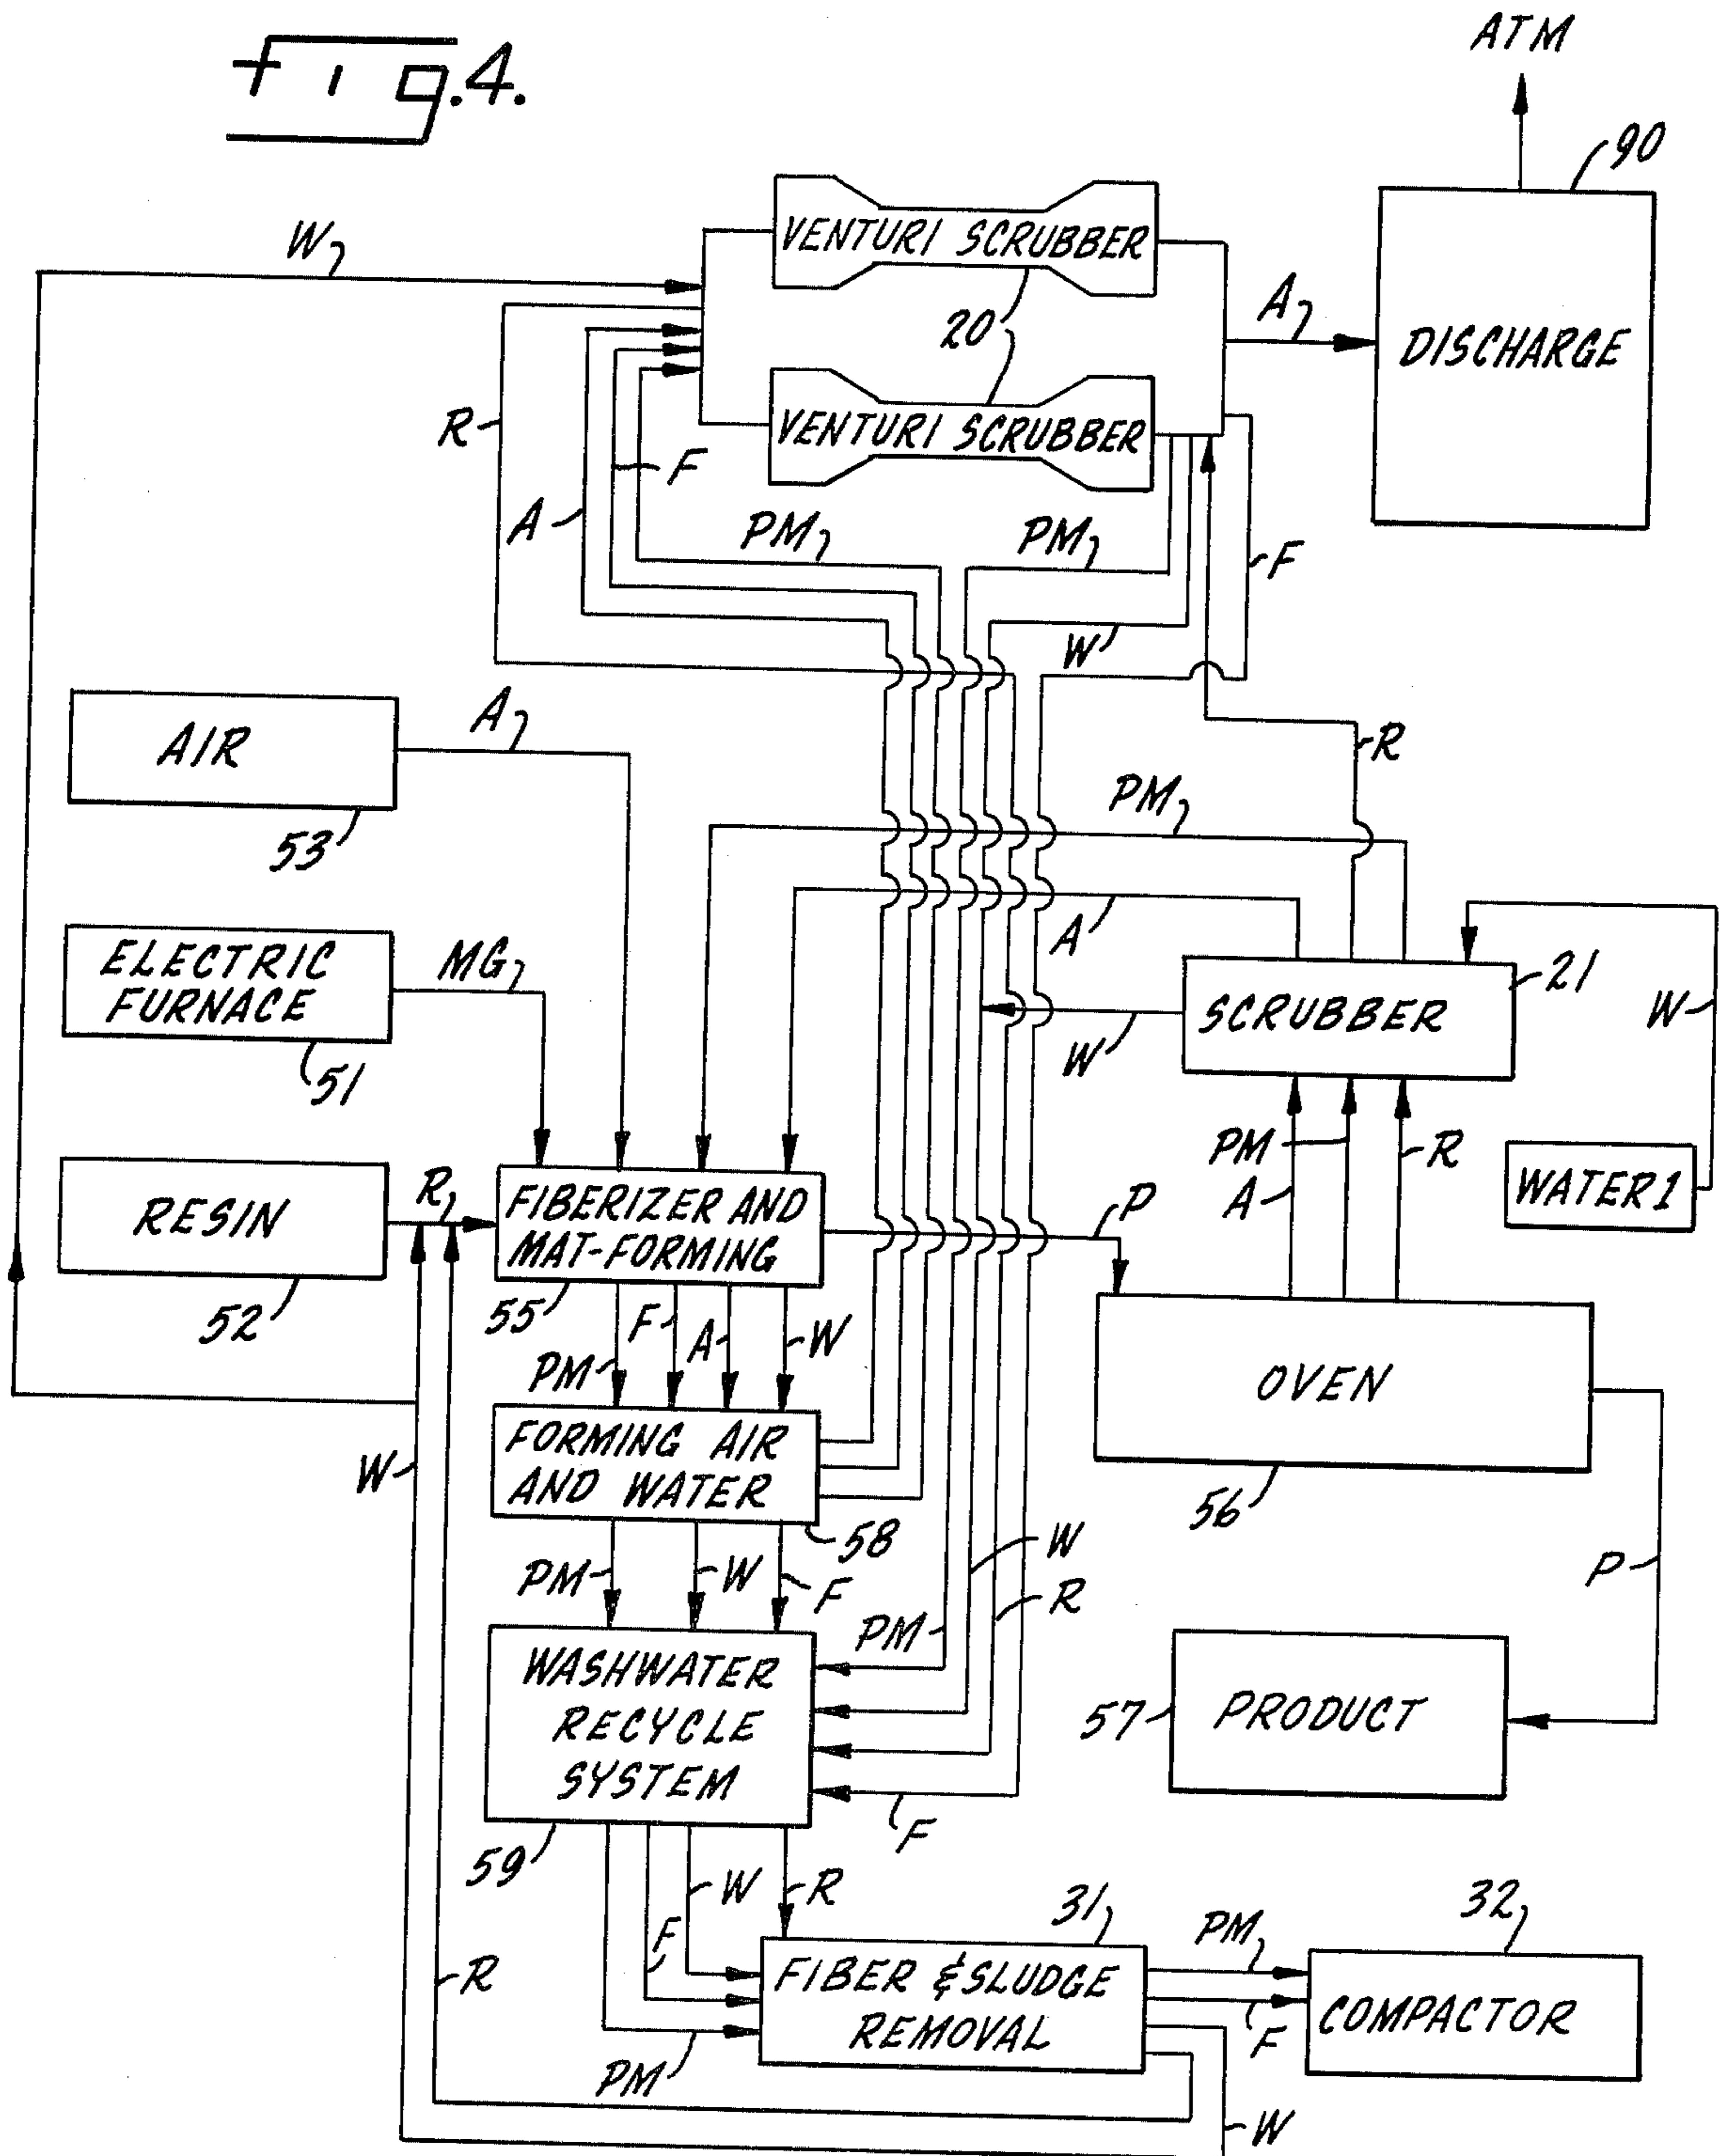 Fig.4.
ATM
90
VENTURI SCRUBBER
W
20
A
DISCHARGE
VENTURI SCRUBBER
R
F
A
PM
PM
F
W
AIR
A
R
53
PM
ELECTRIC
FURNACE
MG
A
21
SCRUBBER
W
W
51
RESIN
R
FIBERIZER AND
MAT-FORMING
P
PM
R
A
WATER 1
52
55
F
A
W
PM
OVEN
FORMING AIR
AND WATER
W
56
58
PM
W
F
W
R
P
PM
WASHWATER
RECYCLE
SYSTEM
57
PRODUCT
F
59
W
R
31
32
F
PM
R
FIBER & SLUDGE
REMOVAL
F
COMPACTOR
PM
W